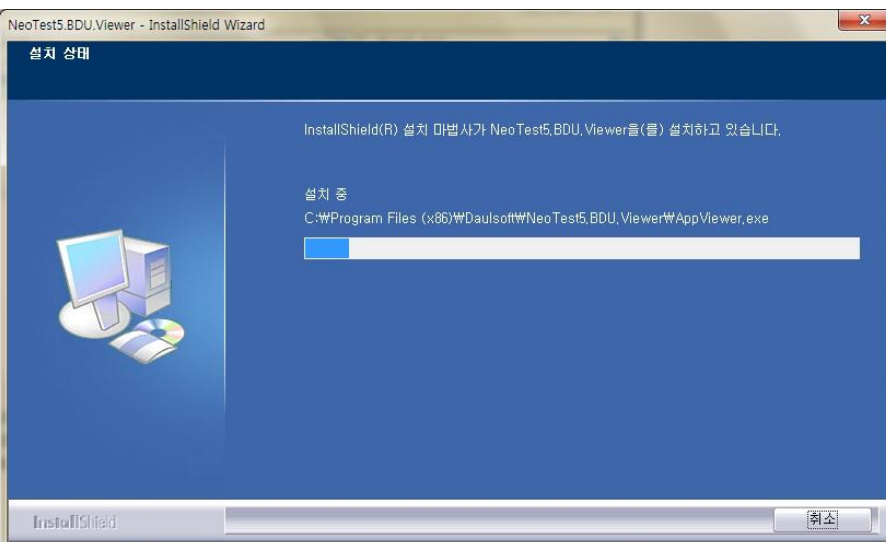 NeoTest5.BDU.Viewer - InstallShield Wizard
설치 상태
InstallShield(R) 설치 마법사가 NeoTest5.BDU.Viewer을(를) 설치하고 있습니다.
설치 중
C:₩Program Files (x86)₩Daulsoft₩NeoTest5.BDU.Viewer₩AppViewer.exe
InstallShield
취소